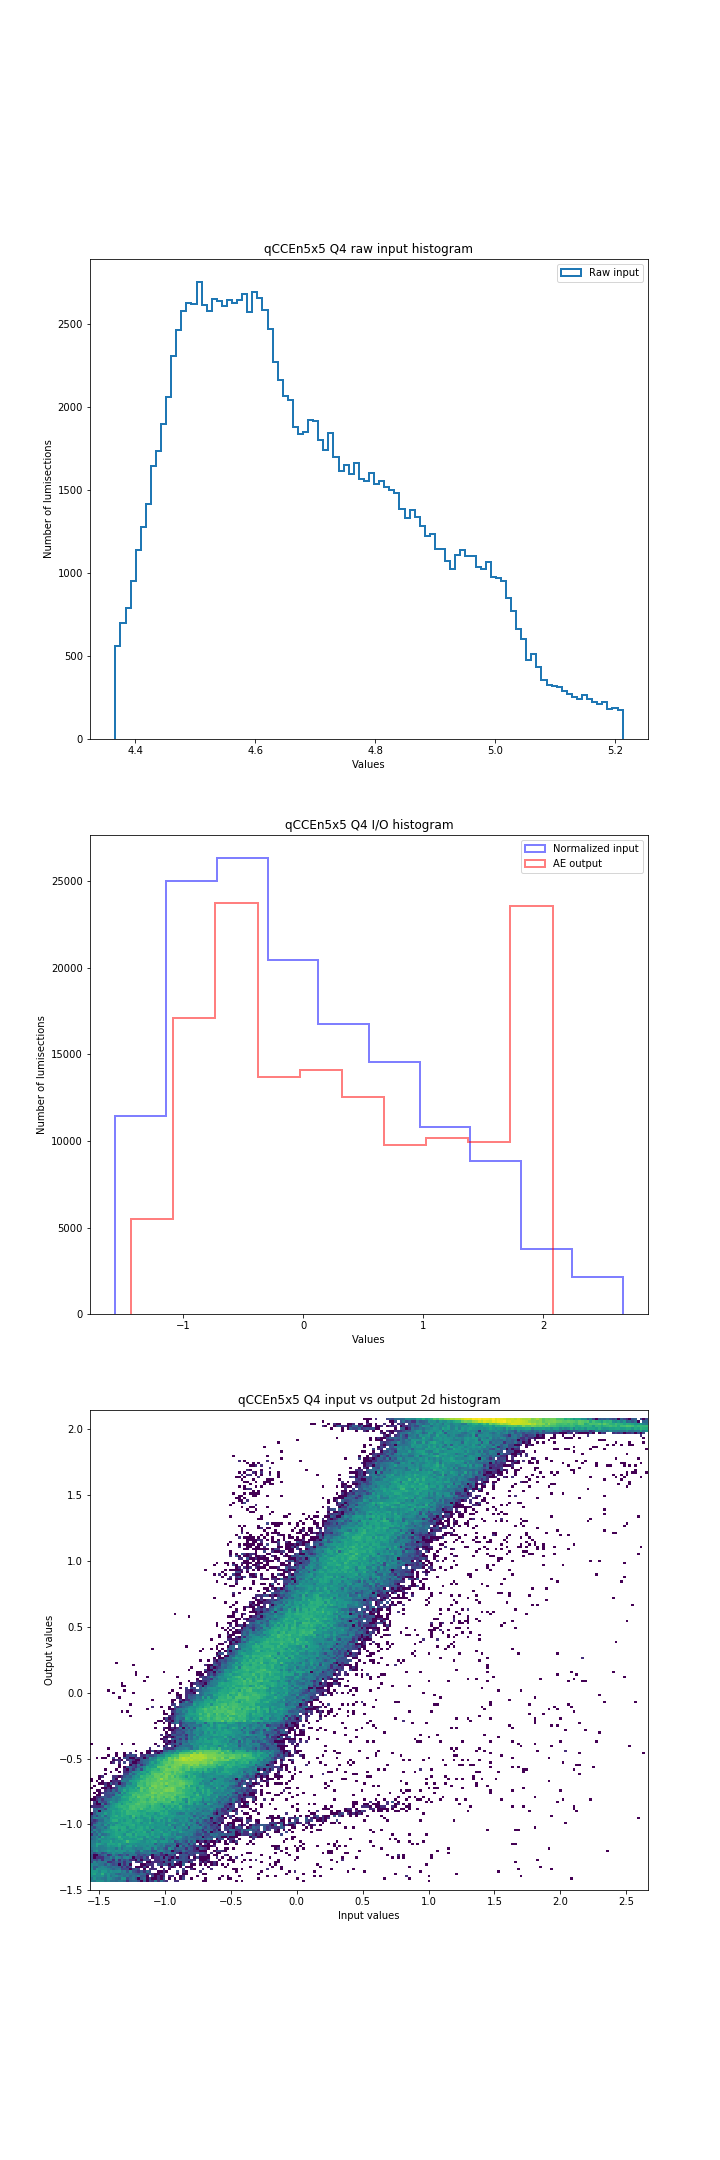 qCCEn5x5 Q4 raw input histogram
Raw input
2500
2000
1500
1000
500
0
Number of lumisections
4.4 4.6 4.8 5.0 5.2
Values
qCCEn5x5 Q4 I/O histogram
Normalized input
AE output
25000
20000
15000
10000
5000
0
Number of lumisections
−1 0 1 2
Values
qCCEn5x5 Q4 input vs output 2d histogram
2.0
1.5
1.0
0.5
0.0
−0.5
−1.0
−1.5
Output values
−1.5 −1.0 −0.5 0.0 0.5 1.0 1.5 2.0 2.5
Input values